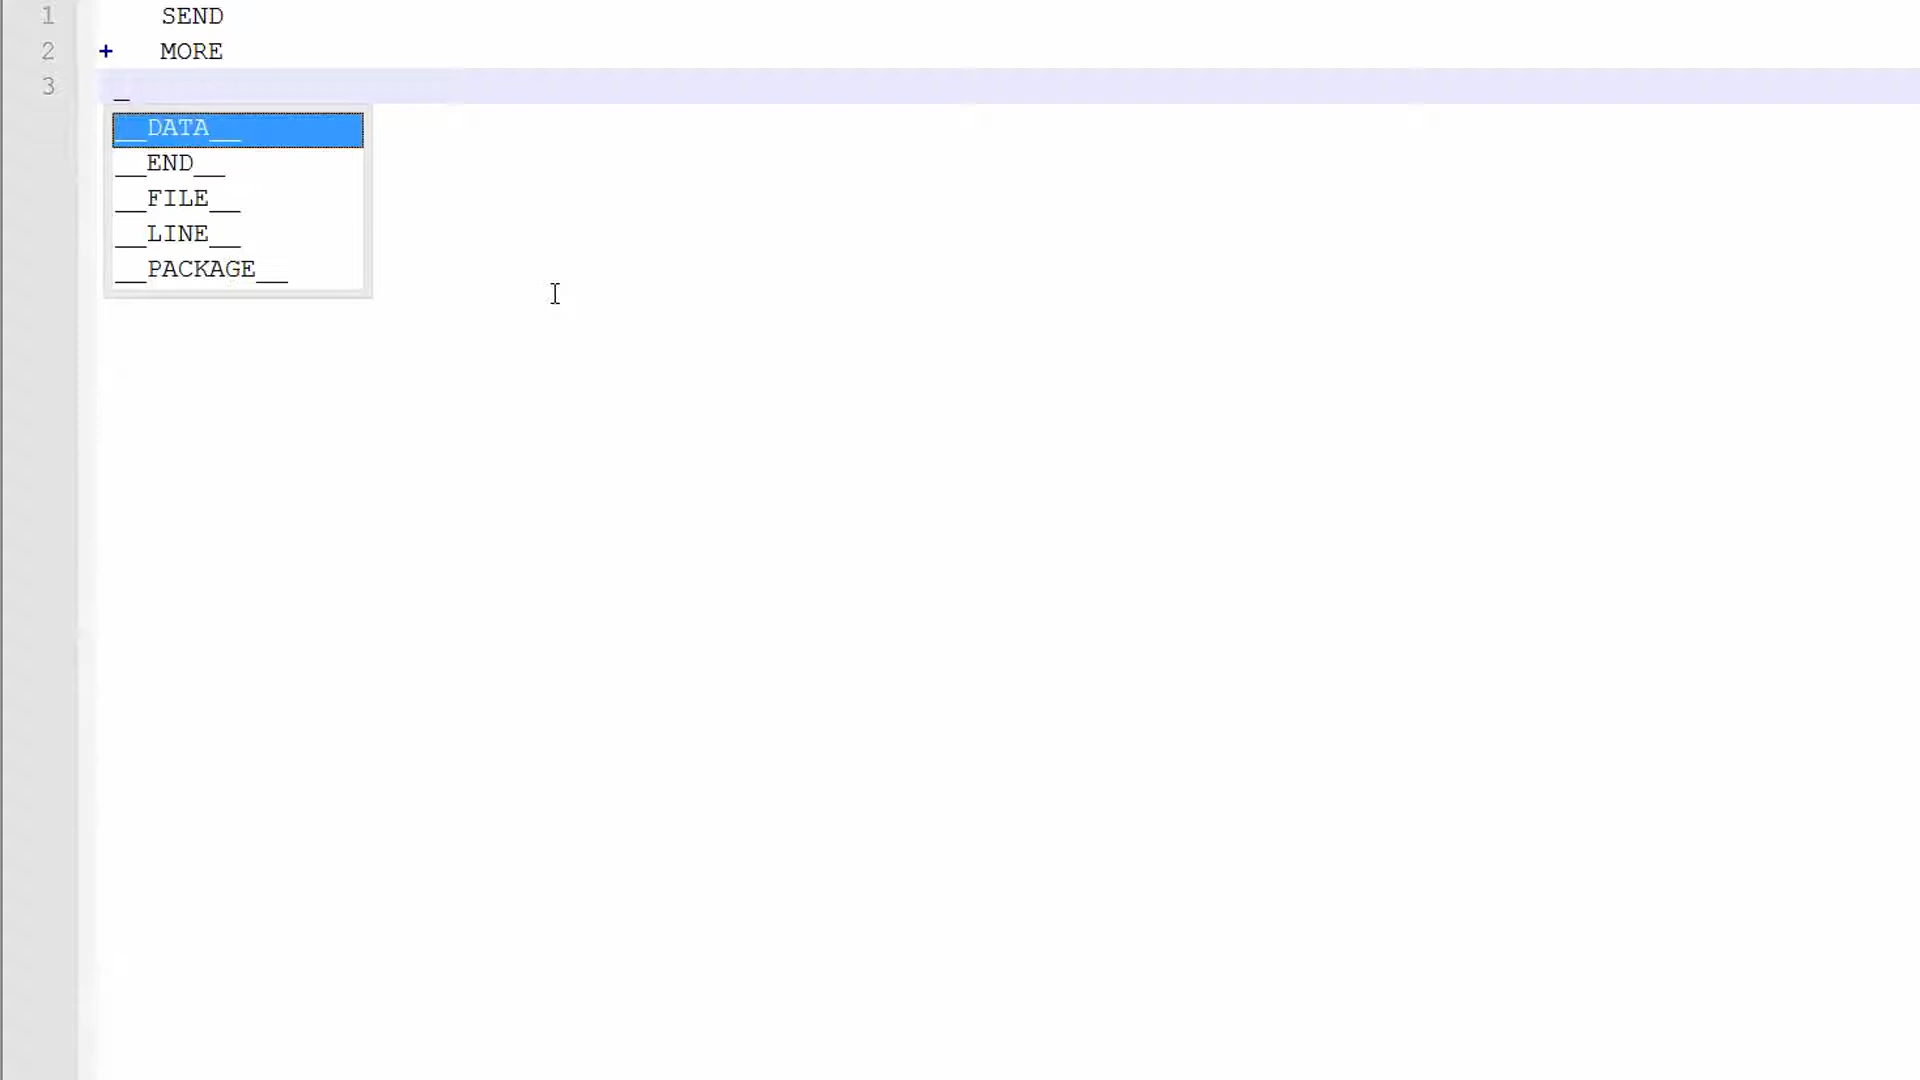 1 SEND
2 + MORE
3 _
__DATA__
__END__
__FILE__
__LINE__
__PACKAGE__